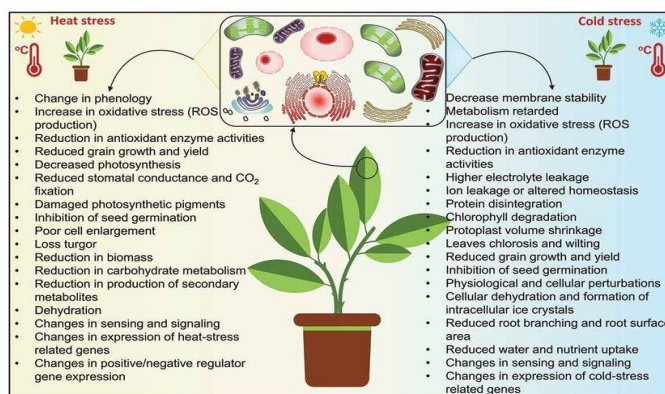 Heat stress
°C
• Change in phenology
• Increase in oxidative stress (ROS
production)
• Reduction in antioxidant enzyme activities
• Reduced grain growth and yield
• Decreased photosynthesis
• Reduced stomatal conductance and CO₂
fixation
• Damaged photosynthetic pigments
• Inhibition of seed germination
• Poor cell enlargement
• Loss turgor
• Reduction in biomass
• Reduction in carbohydrate metabolism
• Reduction in production of secondary
metabolites
• Dehydration
• Changes in sensing and signaling
• Changes in expression of heat-stress
related genes
• Changes in positive/negative regulator
gene expression
Cold stress
°C
• Decrease membrane stability
• Metabolism retarded
• Increase in oxidative stress (ROS
production)
• Reduction in antioxidant enzyme
activities
• Higher electrolyte leakage
• Ion leakage or altered homeostasis
• Protein disintegration
• Chlorophyll degradation
• Protoplast volume shrinkage
• Leaves chlorosis and wilting
• Reduced grain growth and yield
• Inhibition of seed germination
• Physiological and cellular perturbations
• Cellular dehydration and formation of
intracellular ice crystals
• Reduced root branching and root surface
area
• Reduced water and nutrient uptake
• Changes in sensing and signaling
• Changes in expression of cold-stress
related genes